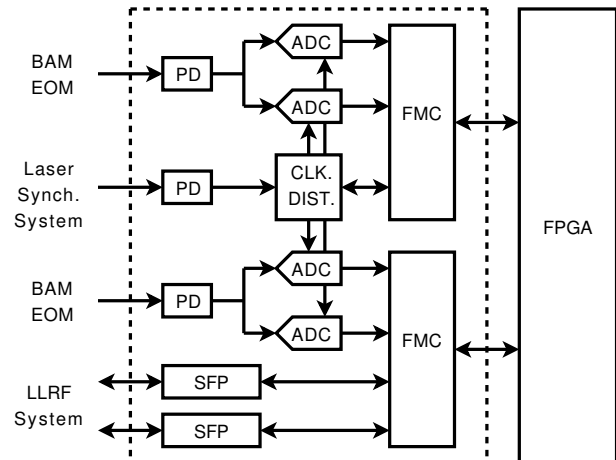 BAM
EOM
PD
ADC
ADC
FMC
Laser
Synch.
System
PD
CLK.
DIST.
FPGA
BAM
EOM
PD
ADC
ADC
FMC
LLRF
System
SFP
SFP